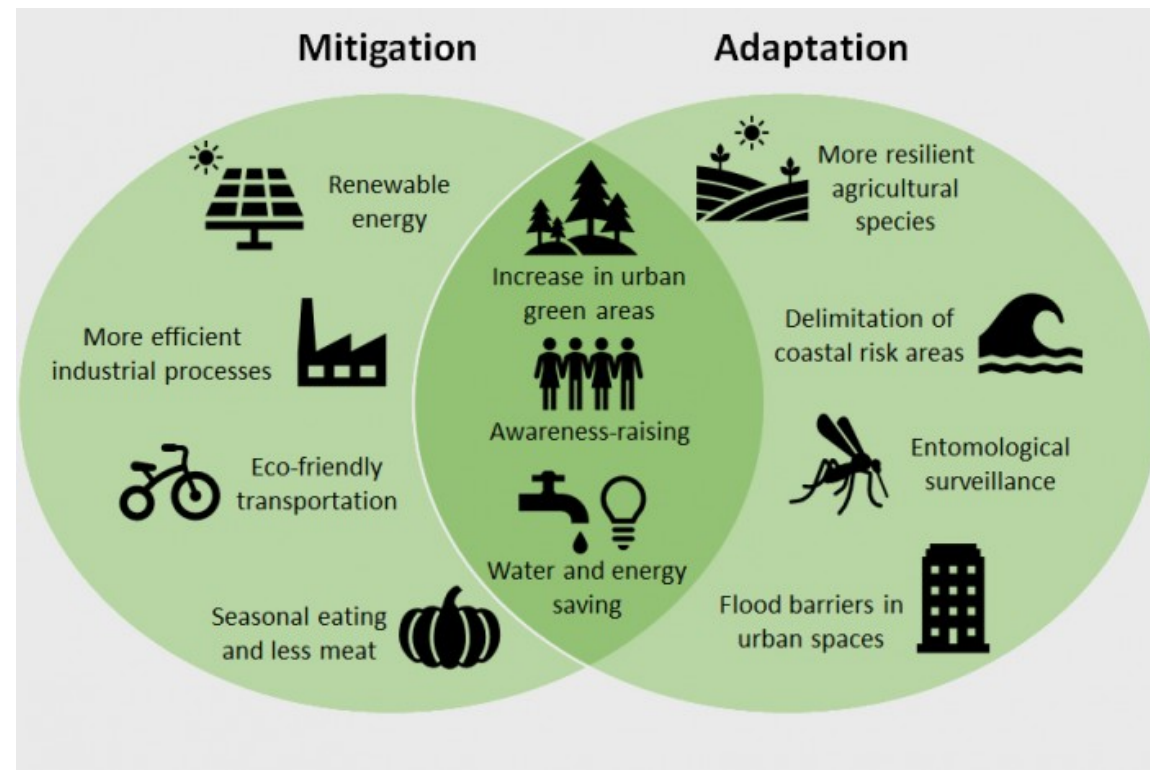 Mitigation
Adaptation
Renewable
energy
More efficient
industrial processes
Eco-friendly
transportation
Seasonal eating
and less meat
Increase in urban
green areas
Awareness-raising
Water and energy
saving
More resilient
agricultural
species
Delimitation of
coastal risk areas
Entomological
surveillance
Flood barriers in
urban spaces